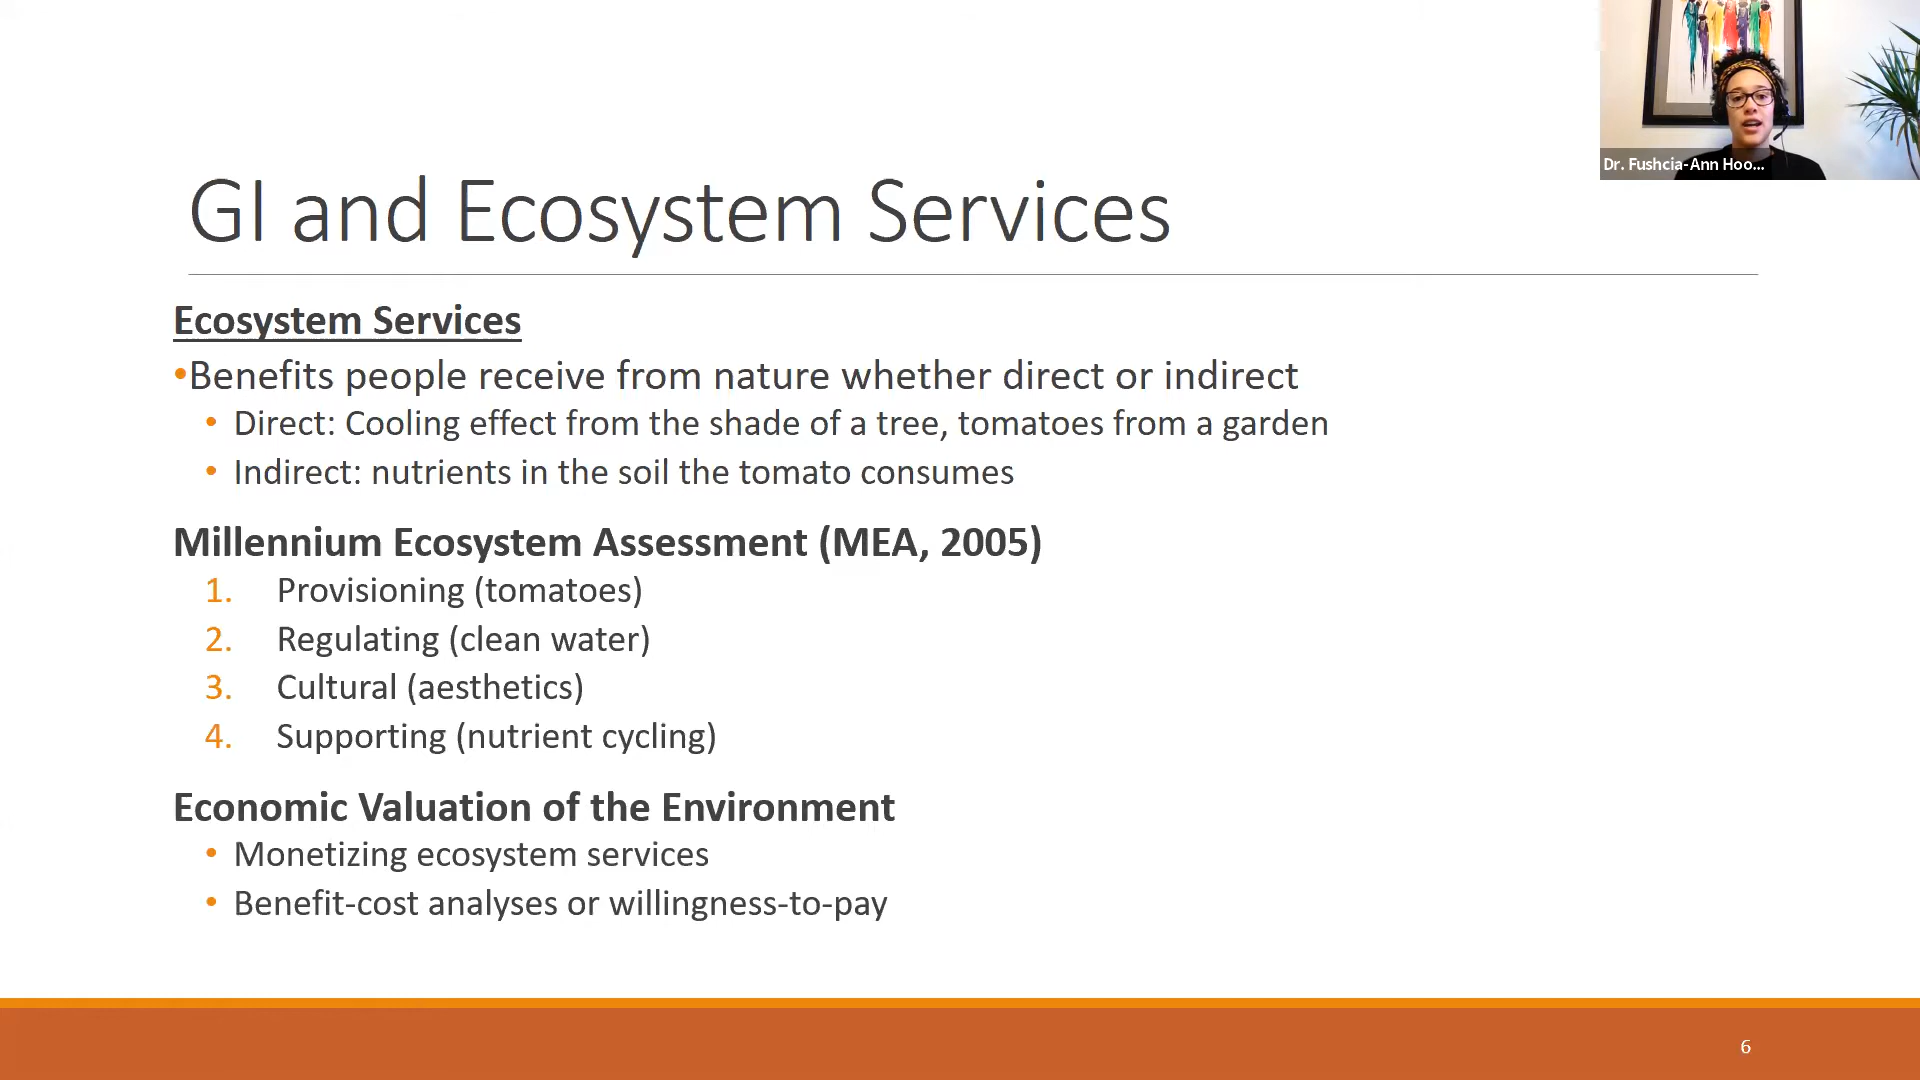 Dr. Fushcia-Ann Hoo...
GI and Ecosystem Services
Ecosystem Services
•Benefits people receive from nature whether direct or indirect
• Direct: Cooling effect from the shade of a tree, tomatoes from a garden
• Indirect: nutrients in the soil the tomato consumes
Millennium Ecosystem Assessment (MEA, 2005)
1. Provisioning (tomatoes)
2. Regulating (clean water)
3. Cultural (aesthetics)
4. Supporting (nutrient cycling)
Economic Valuation of the Environment
• Monetizing ecosystem services
• Benefit-cost analyses or willingness-to-pay
6